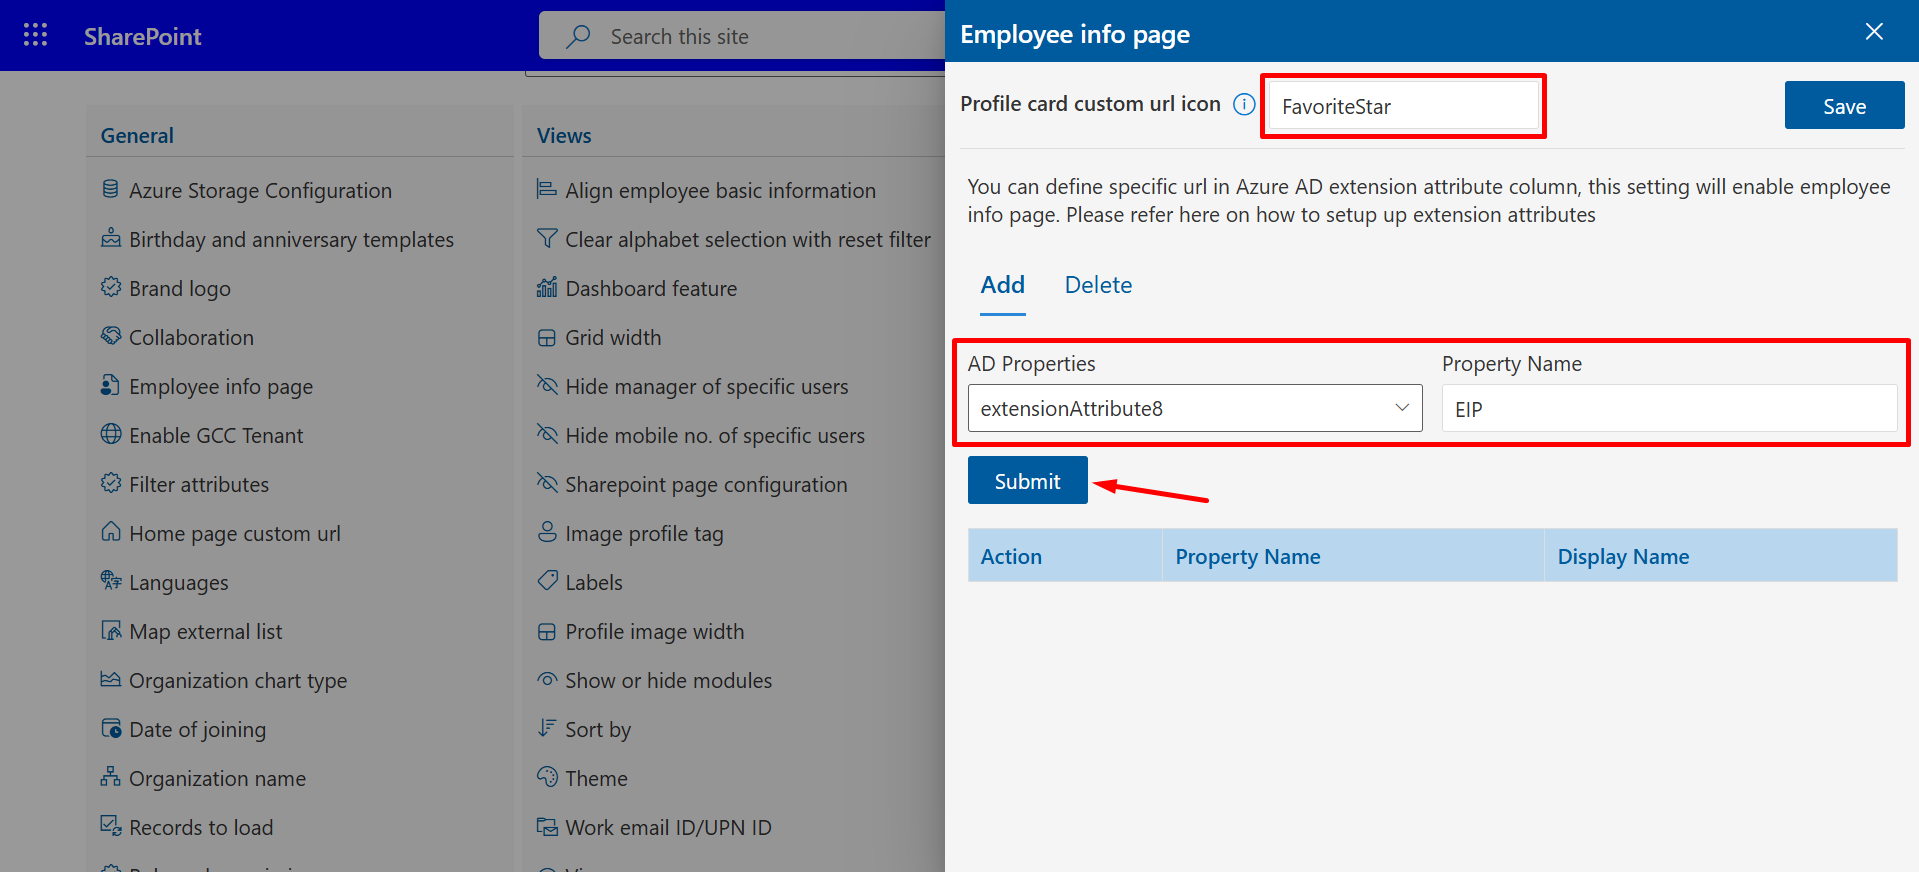 SharePoint
Search this site
General
Azure Storage Configuration
Birthday and anniversary templates
Brand logo
Collaboration
Employee info page
Enable GCC Tenant
Filter attributes
Home page custom url
Languages
Map external list
Organization chart type
Date of joining
Organization name
Records to load
Views
Align employee basic information
Clear alphabet selection with reset filter
Dashboard feature
Grid width
Hide manager of specific users
Hide mobile no. of specific users
Sharepoint page configuration
Image profile tag
Labels
Profile image width
Show or hide modules
Sort by
Theme
Work email ID/UPN ID
Employee info page
Profile card custom url icon
FavoriteStar
Save
You can define specific url in Azure AD extension attribute column, this setting will enable employee
info page. Please refer here on how to setup up extension attributes
Add Delete
AD Properties Property Name
extensionAttribute8 EIP
Submit
Action Property Name Display Name